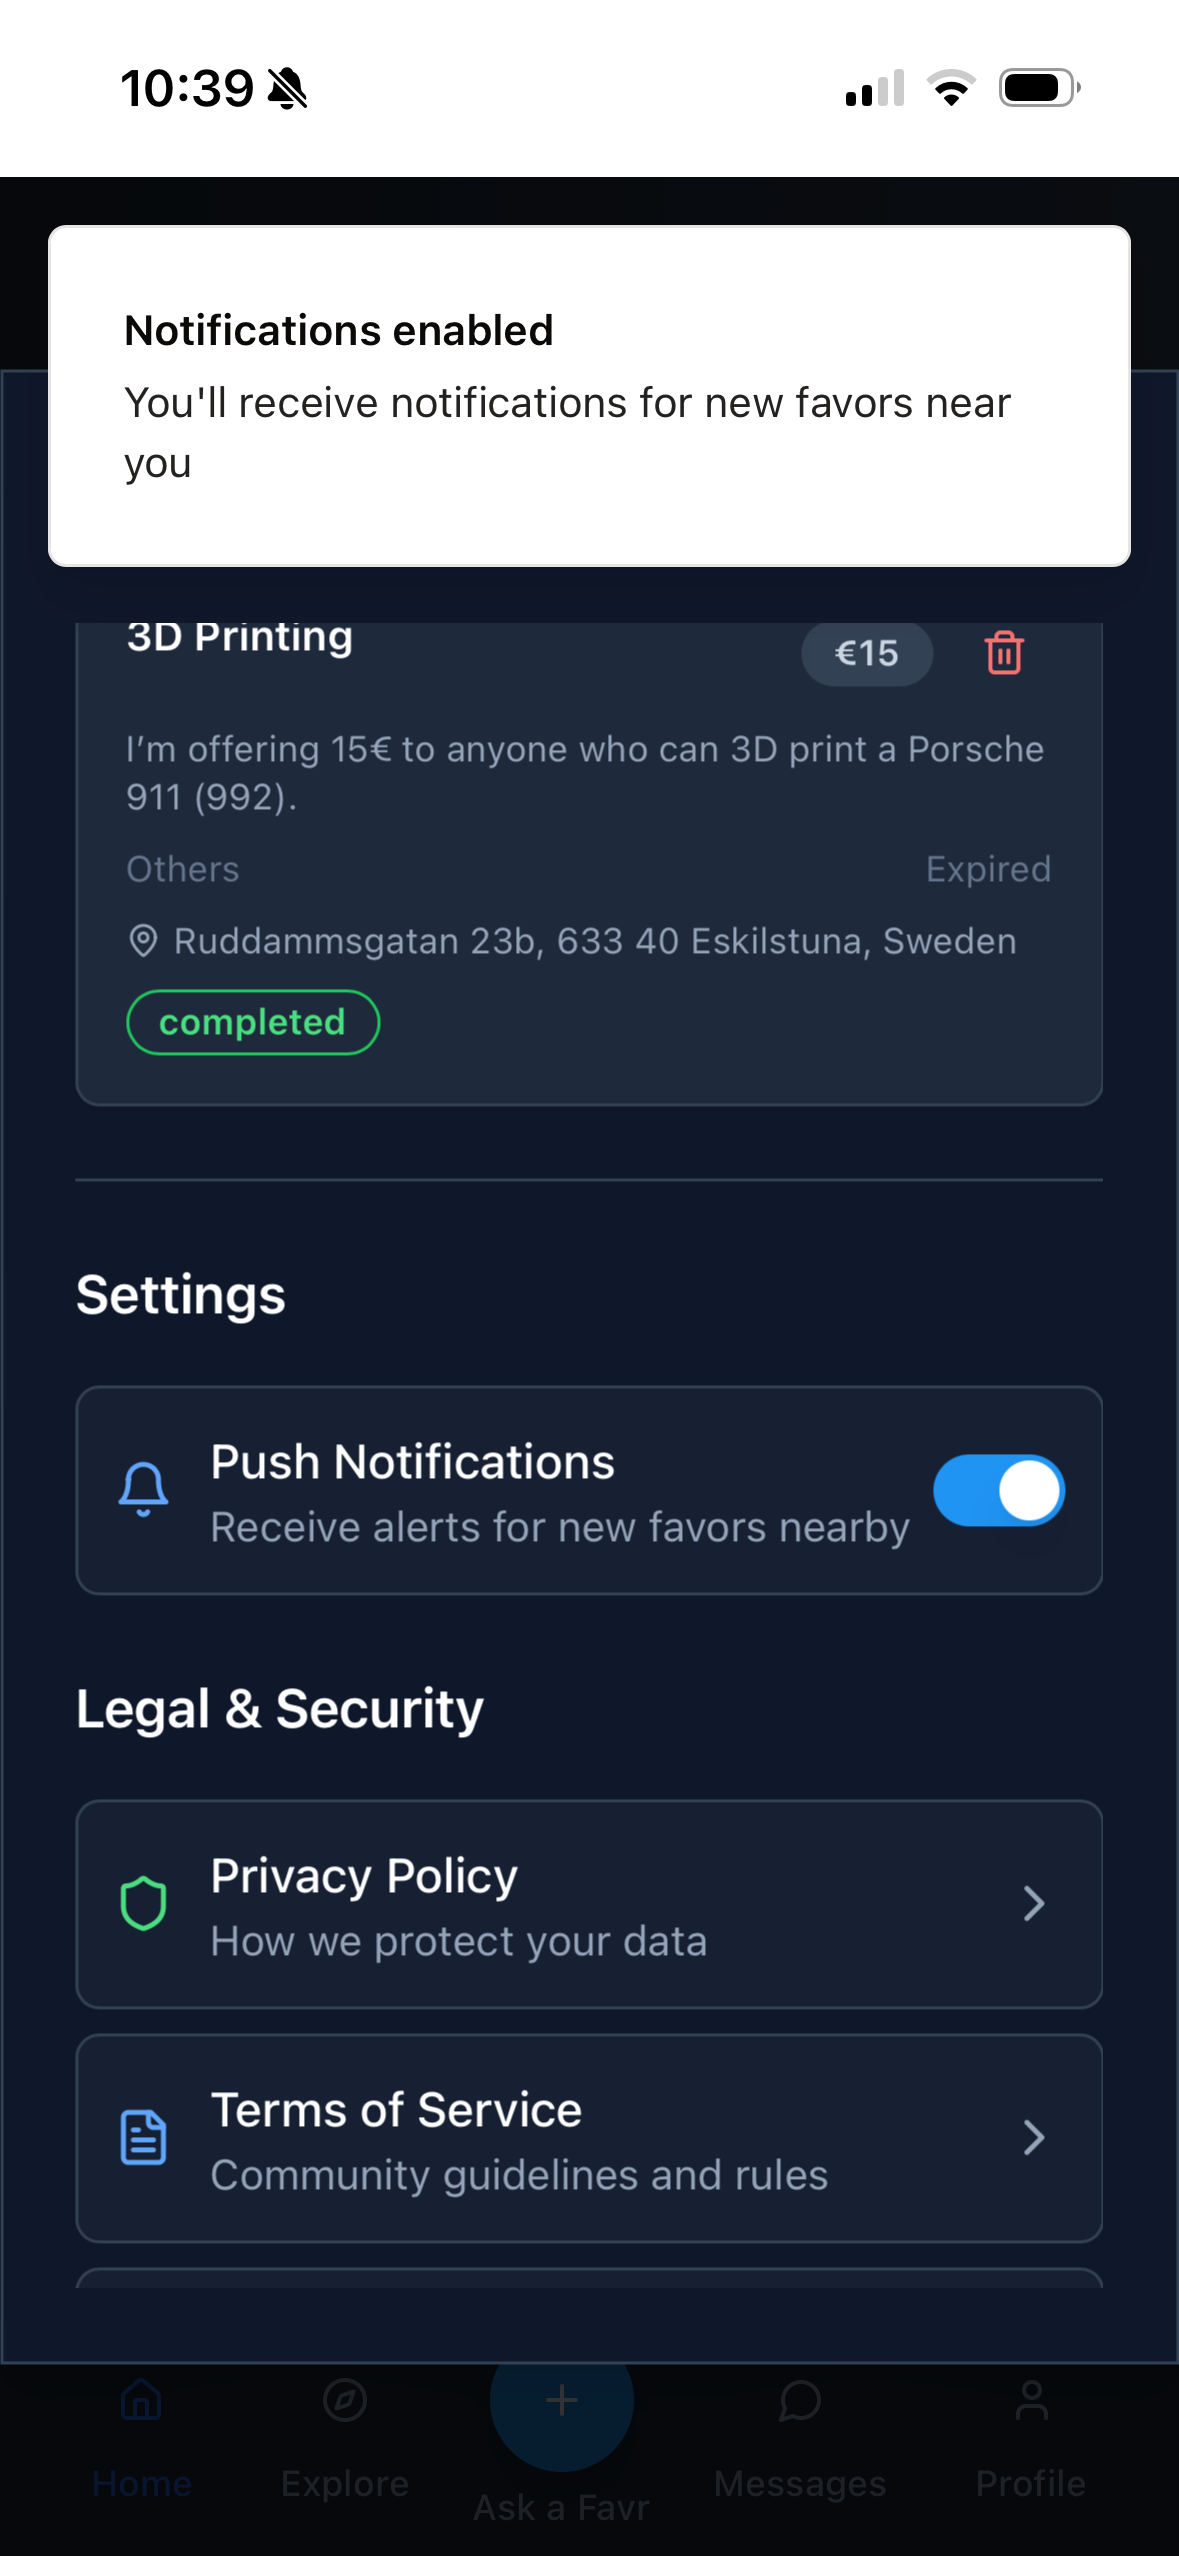 10:39
Notifications enabled
You'll receive notifications for new favors near
you
3D Printing
€15
I’m offering 15€ to anyone who can 3D print a Porsche
911 (992).
Others
Expired
Ruddammsgatan 23b, 633 40 Eskilstuna, Sweden
completed
Settings
Push Notifications
Receive alerts for new favors nearby
Legal & Security
Privacy Policy
How we protect your data
Terms of Service
Community guidelines and rules
Home
Explore
Ask a Favr
Messages
Profile